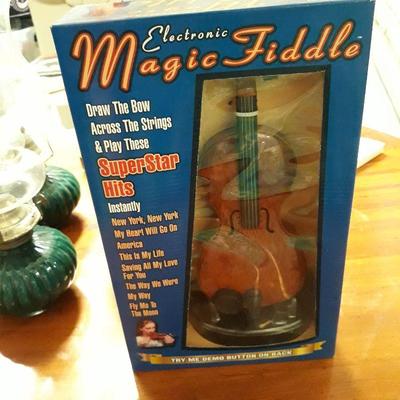 Electronic
Magic Fiddle
Draw The Bow
Across The Strings
& Play These
SuperStar
Hits
Instantly
New York, New York
My Heart Will Go On
America
This Is My Life
Saving All My Love
For You
The Way We Were
My Way
Fly Me To
The Moon
TRY ME DEMO BUTTON ON BACK